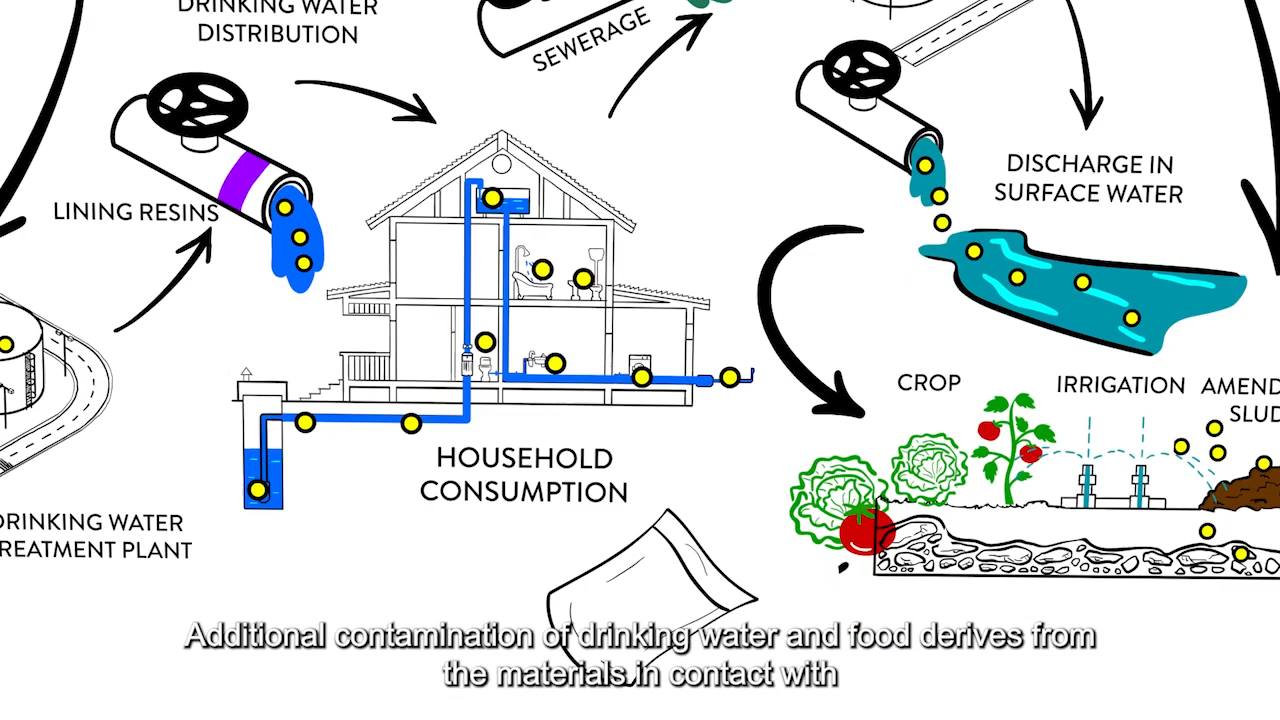 DRINKING WATER
DISTRIBUTION
SEWERAGE
LINING RESINS
DISCHARGE IN
SURFACE WATER
CROP
IRRIGATION
HOUSEHOLD
CONSUMPTION
DRINKING WATER
TREATMENT PLANT
Additional contamination of drinking water and food derives from
the materials in contact with